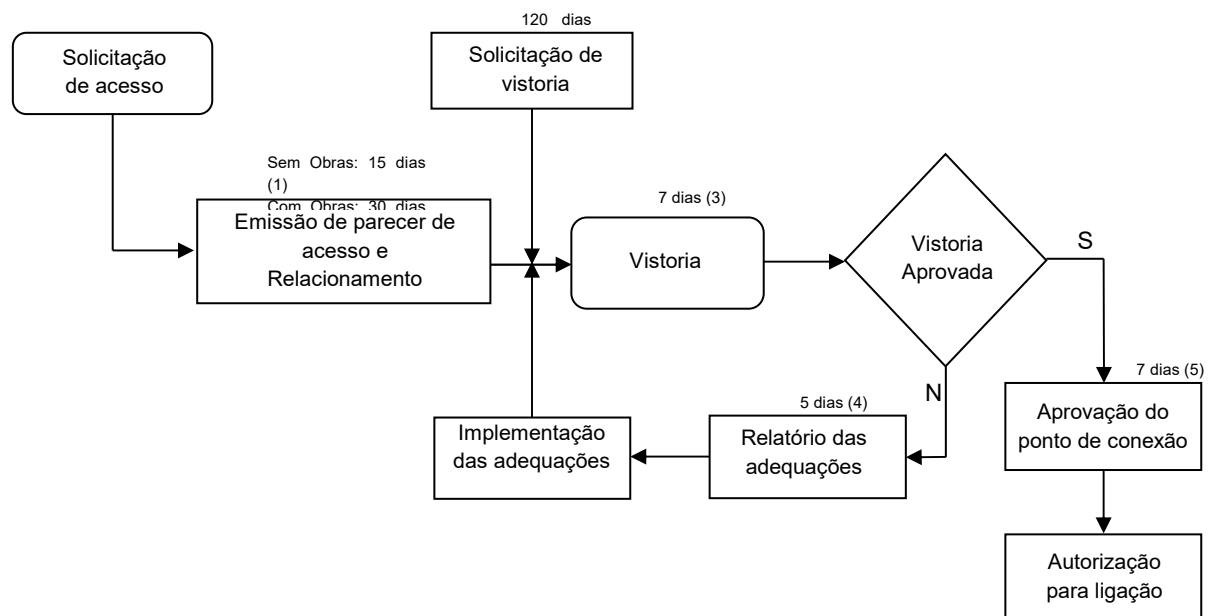 120 dias
Solicitação
de acesso
Solicitação de
vistoria
Sem Obras: 15 dias
(1)
Com Obras: 30 dias
Emissão de parecer de
acesso e
Relacionamento
7 dias (3)
Vistoria
Vistoria
Aprovada
S
N
7 dias (5)
Aprovação do
ponto de conexão
5 dias (4)
Relatório das
adequações
Implementação
das adequações
Autorização
para ligação